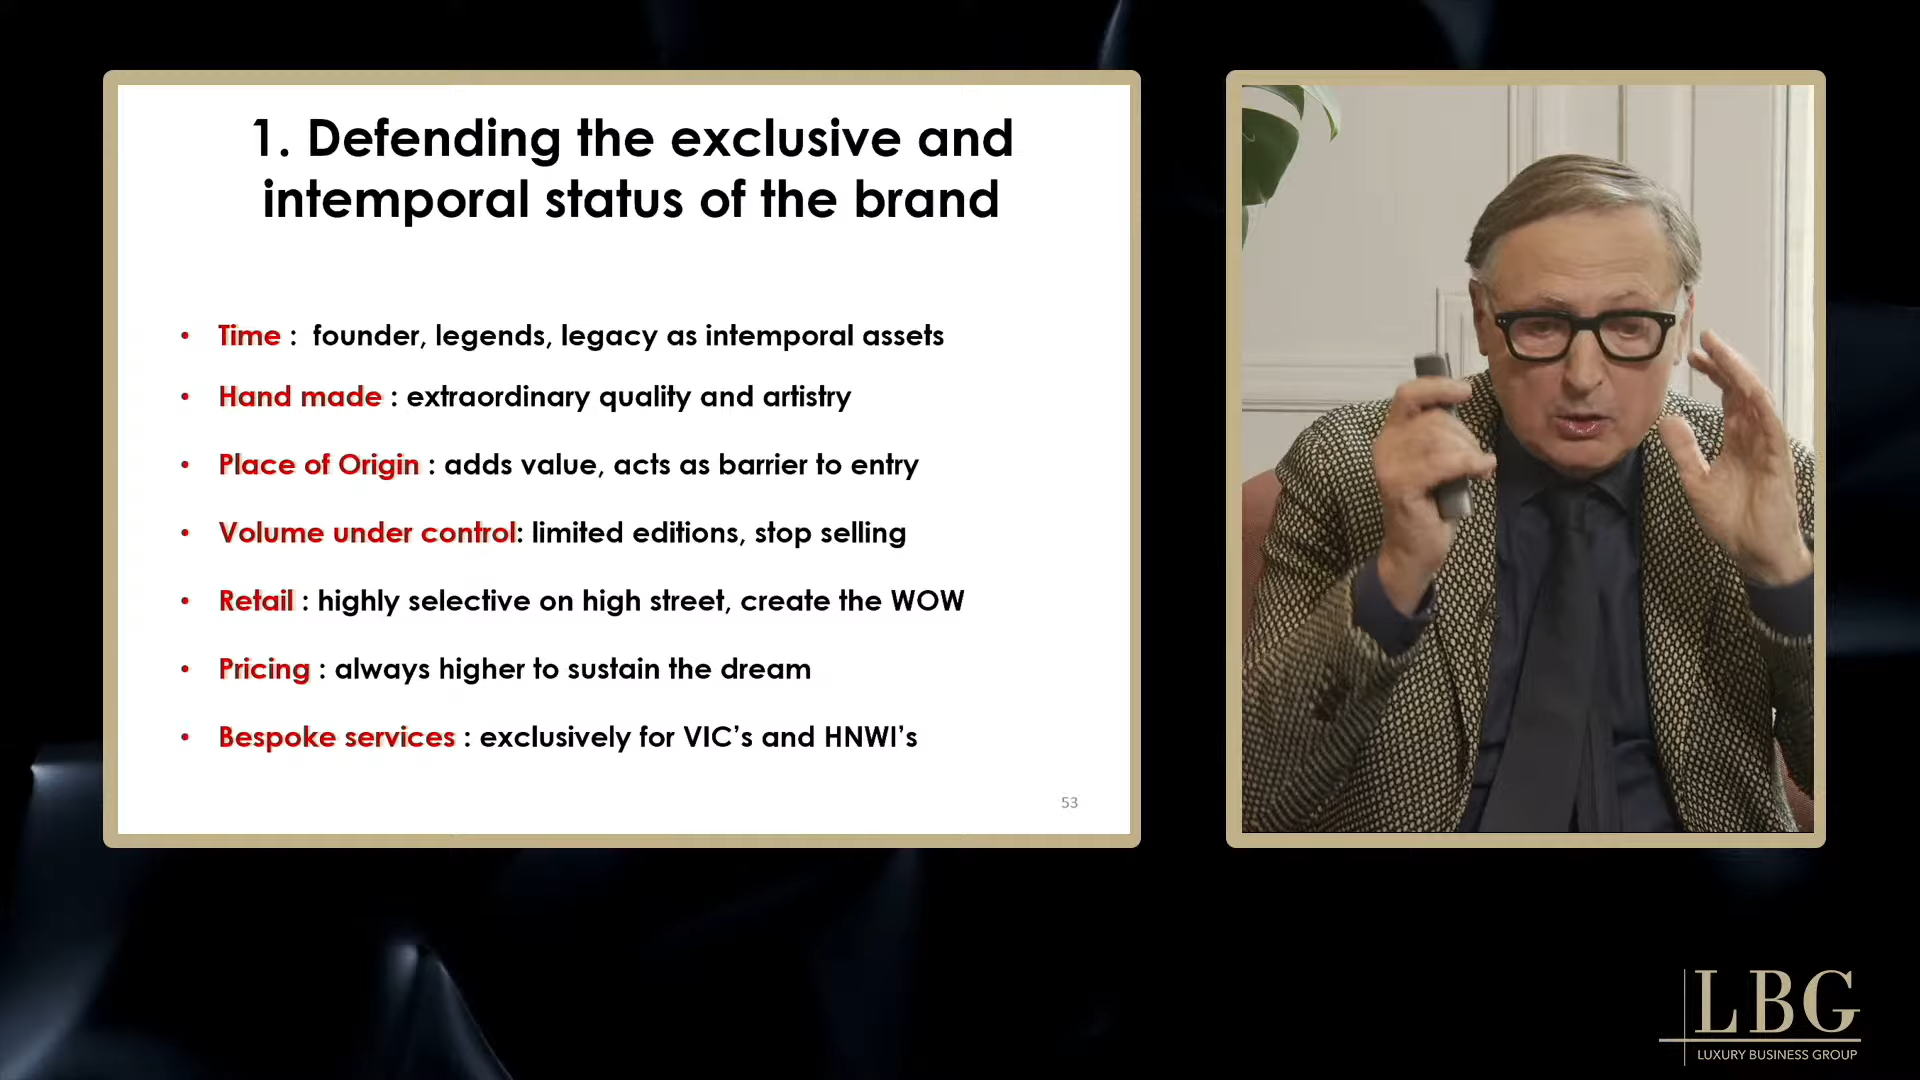 1. Defending the exclusive and
intemporal status of the brand
• Time :  founder, legends, legacy as intemporal assets
• Hand made : extraordinary quality and artistry
• Place of Origin : adds value, acts as barrier to entry
• Volume under control: limited editions, stop selling
• Retail : highly selective on high street, create the WOW
• Pricing : always higher to sustain the dream
• Bespoke services : exclusively for VIC’s and HNWI’s
53
LBG
LUXURY BUSINESS GROUP